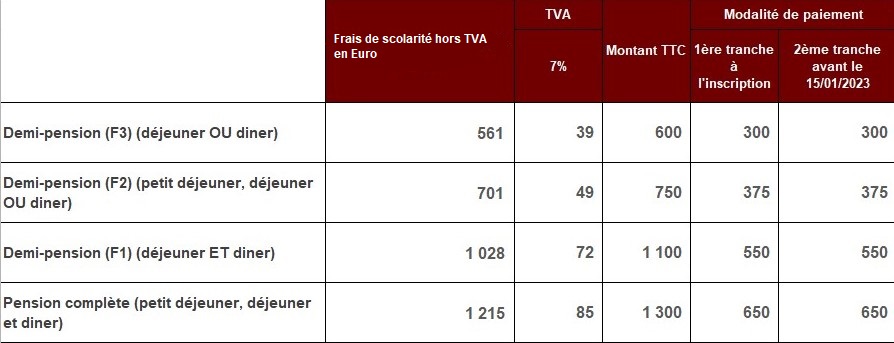 Frais de scolarité hors TVA
en Euro
TVA
7%
Montant TTC
Modalité de paiement
1ère tranche
à
l'inscription
2ème tranche
avant le
15/01/2023
Demi-pension (F3) (déjeuner OU diner)
561
39
600
300
300
Demi-pension (F2) (petit déjeuner, déjeuner
OU diner)
701
49
750
375
375
Demi-pension (F1) (déjeuner ET diner)
1 028
72
1 100
550
550
Pension complète (petit déjeuner, déjeuner
et diner)
1 215
85
1 300
650
650